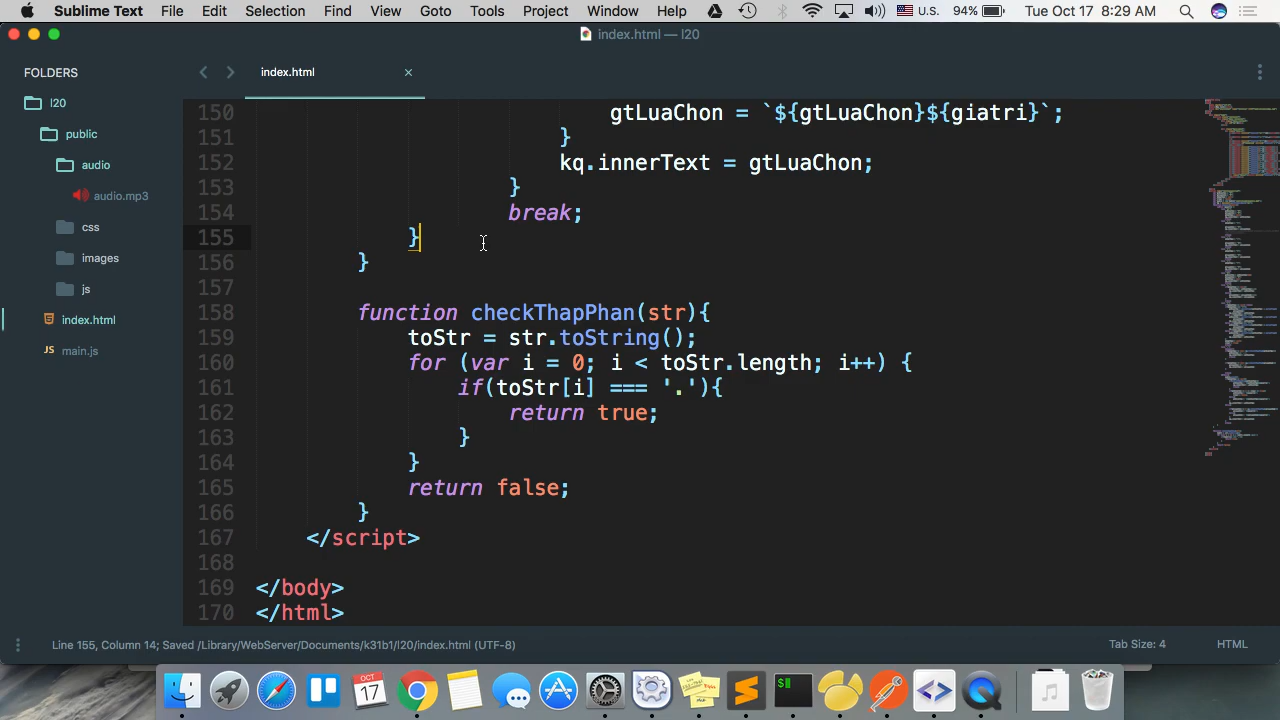 Sublime Text File Edit Selection Find View Goto Tools Project Window Help U.S. 94% Tue Oct 17 8:29 AM
index.html — l20
FOLDERS
l20
public
audio
audio.mp3
css
images
js
index.html
main.js
index.html ×
150 gtLuaChon = `${gtLuaChon}${giatri}`;
151 }
152 kq.innerText = gtLuaChon;
153 }
154 break;
155 }
156 }
157
158 function checkThapPhan(str){
159 toStr = str.toString();
160 for (var i = 0; i < toStr.length; i++) {
161 if(toStr[i] === '.'){
162 return true;
163 }
164 }
165 return false;
166 }
167 </script>
168
169 </body>
170 </html>
Line 155, Column 14; Saved /Library/WebServer/Documents/k31b1/l20/index.html (UTF-8) Tab Size: 4 HTML
OCT
17